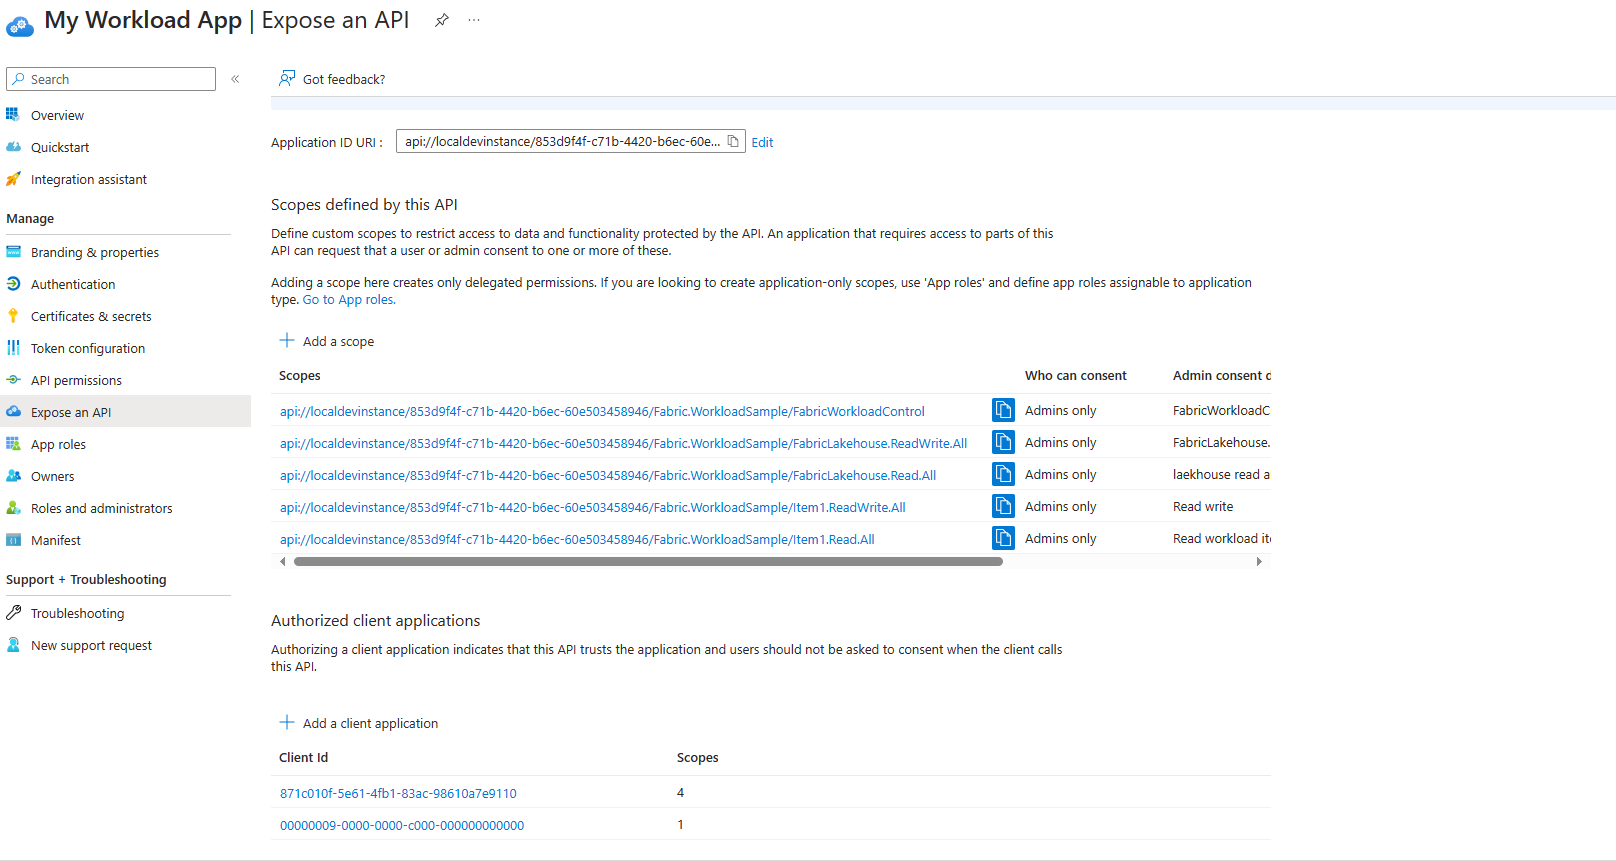 My Workload App | Expose an API
Search
Got feedback?
Overview
Quickstart
Integration assistant
Manage
Branding & properties
Authentication
Certificates & secrets
Token configuration
API permissions
Expose an API
App roles
Owners
Roles and administrators
Manifest
Support + Troubleshooting
Troubleshooting
New support request
Application ID URI : api://localdevinstance/853d9f4f-c71b-4420-b6ec-60e... Edit
Scopes defined by this API
Define custom scopes to restrict access to data and functionality protected by the API. An application that requires access to parts of this
API can request that a user or admin consent to one or more of these.
Adding a scope here creates only delegated permissions. If you are looking to create application-only scopes, use 'App roles' and define app roles assignable to application
type. Go to App roles.
Add a scope
Scopes Who can consent Admin consent d
api://localdevinstance/853d9f4f-c71b-4420-b6ec-60e503458946/Fabric.WorkloadSample/FabricWorkloadControl Admins only FabricWorkloadC
api://localdevinstance/853d9f4f-c71b-4420-b6ec-60e503458946/Fabric.WorkloadSample/FabricLakehouse.ReadWrite.All Admins only FabricLakehouse.
api://localdevinstance/853d9f4f-c71b-4420-b6ec-60e503458946/Fabric.WorkloadSample/FabricLakehouse.Read.All Admins only laekhouse read a
api://localdevinstance/853d9f4f-c71b-4420-b6ec-60e503458946/Fabric.WorkloadSample/Item1.ReadWrite.All Admins only Read write
api://localdevinstance/853d9f4f-c71b-4420-b6ec-60e503458946/Fabric.WorkloadSample/Item1.Read.All Admins only Read workload it
Authorized client applications
Authorizing a client application indicates that this API trusts the application and users should not be asked to consent when the client calls
this API.
Add a client application
Client Id Scopes
871c010f-5e61-4fb1-83ac-98610a7e9110 4
00000009-0000-0000-c000-000000000000 1